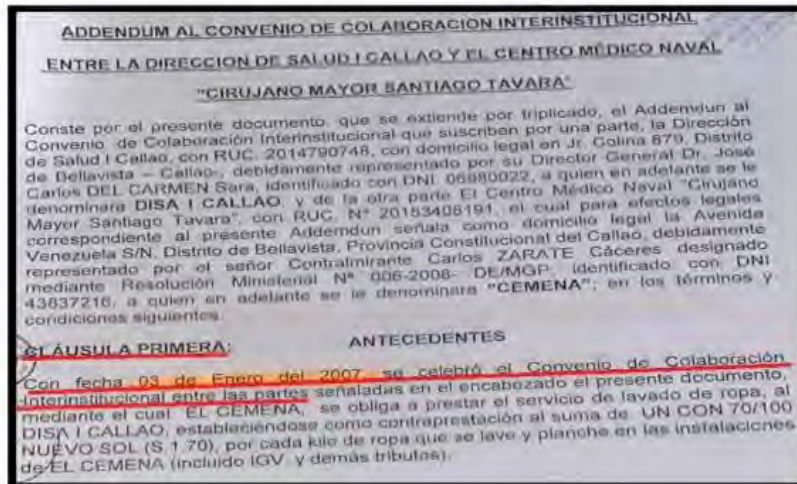 ADDENDUM AL CONVENIO DE COLABORACION INTERINSTITUCIONAL
ENTRE LA DIRECCION DE SALUD I CALLAO Y EL CENTRO MÉDICO NAVAL
"CIRUJANO MAYOR SANTIAGO TAVARA"
Conste por el presente documento, que se extiende por triplicado, el Addemdun al
Convenio de Colaboración Interinstitucional que suscriben por una parte, la Dirección
de Salud I Callao, con RUC. 2014790748, con domicilio legal en Jr. Colina 879, Distrito
de Bellavista – Callao-, debidamente representado por su Director General Dr. José
Carlos DEL CARMEN Sara, identificado con DNI. 06980022, a quien en adelante se le
denominara DISA I CALLAO, y de la otra parte El Centro Médico Naval "Cirujano
Mayor Santiago Tavara", con RUC. N° 20153408191, el cual para efectos legales
correspondiente al presente Addemdun señala como domicilio legal la Avenida
Venezuela S/N. Distrito de Bellavista, Provincia Constitucional del Callao, debidamente
representado por el señor Contralmirante Carlos ZARATE Cáceres designado
mediante Resolución Ministerial Nª 006-2008- DE/MGP, identificado con DNI
43837216, a quien en adelante se le denominara "CEMENA"; en los términos y
condiciones siguientes.
CLÁUSULA PRIMERA: ANTECEDENTES
Con fecha 03 de Enero del 2007, se celebró el Convenio de Colaboración
Interinstitucional entre las partes señaladas en el encabezado el presente documento,
mediante el cual EL CEMENA, se obliga a prestar el servicio de lavado de ropa, al
DISA I CALLAO, estableciéndose como contraprestación al suma de UN CON 70/100
NUEVO SOL (S 1.70), por cada kilo de ropa que se lave y planche en las instalaciones
de EL CEMENA (incluido IGV. y demás tributos).